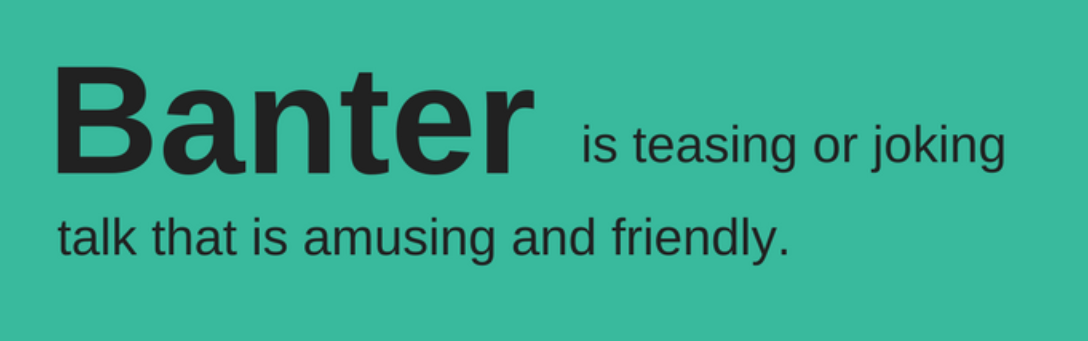 Banter is teasing or joking
talk that is amusing and friendly.